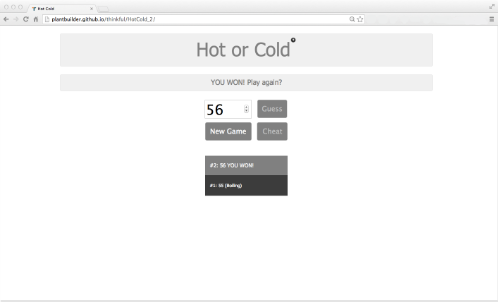 Hot or Cold
plantbuilder.github.io/thinkful/HotCold_2/
Hot or Cold
YOU WON! Play again?
56
Guess
New Game
Cheat
#2: 56 YOU WON!
#1: 55 (Boiling)